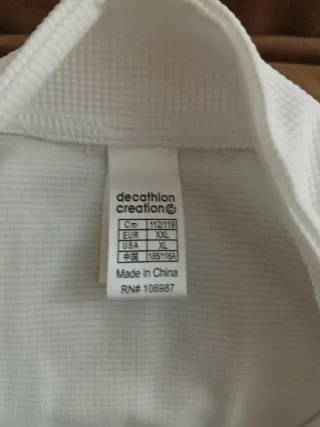 decathlon
creation©
Cm 112/119
EUR XXL
USA XL
中国 185/116A
Made in China
RN# 106987